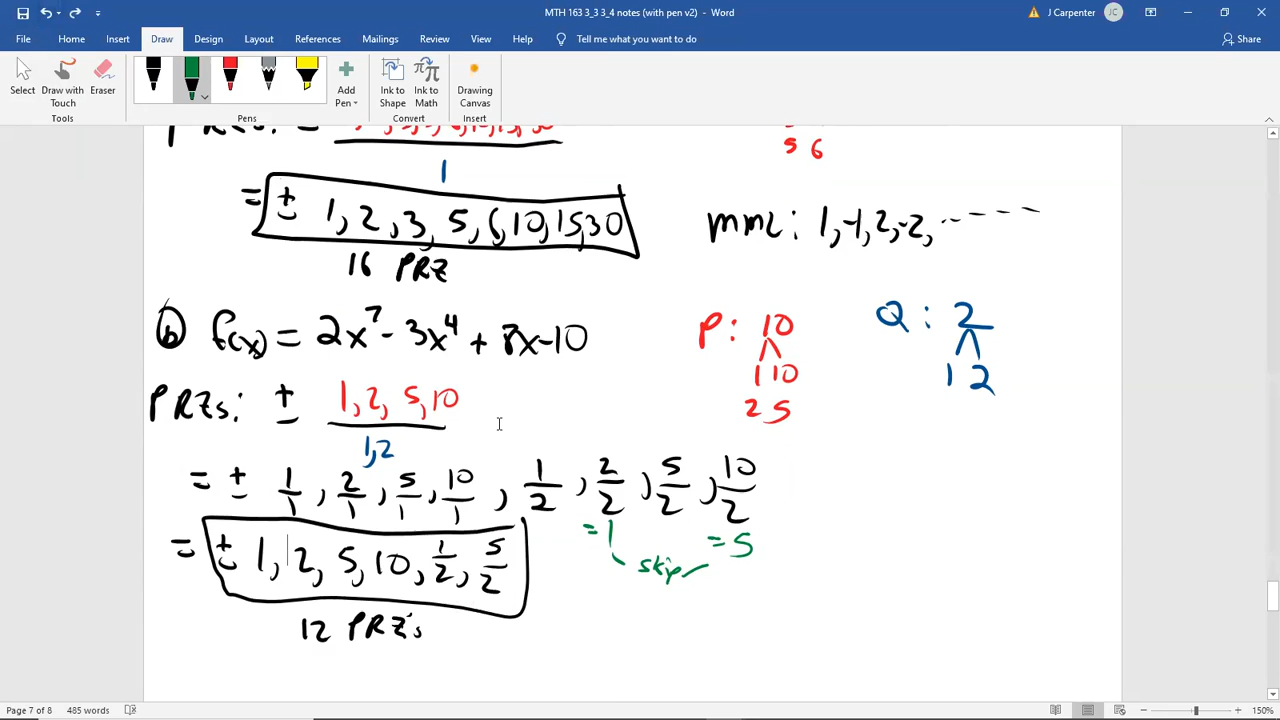 MTH 163 3_3 3_4 notes (with pen v2) - Word
J Carpenter JC
File Home Insert Draw Design Layout References Mailings Review View Help Tell me what you want to do Share
Select Draw with Touch Eraser Add Pen Ink to Shape Ink to Math Drawing Canvas
Tools Pens Convert Insert
1
5 6
= ± 1, 2, 3, 5, 6, 10, 15, 30
16 PRZ
mml: 1, -1, 2, -2, ------
b f(x) = 2x^7 - 3x^4 + 8x - 10
P: 10
1 10
2 5
Q: 2
1 2
PRZs: ± 1, 2, 5, 10
1, 2
= ± 1/1, 2/1, 5/1, 10/1, 1/2, 2/2, 5/2, 10/2
= 1 = 5
skip
= ± 1, 2, 5, 10, 1/2, 5/2
12 PRZ's
Page 7 of 8 485 words 150%